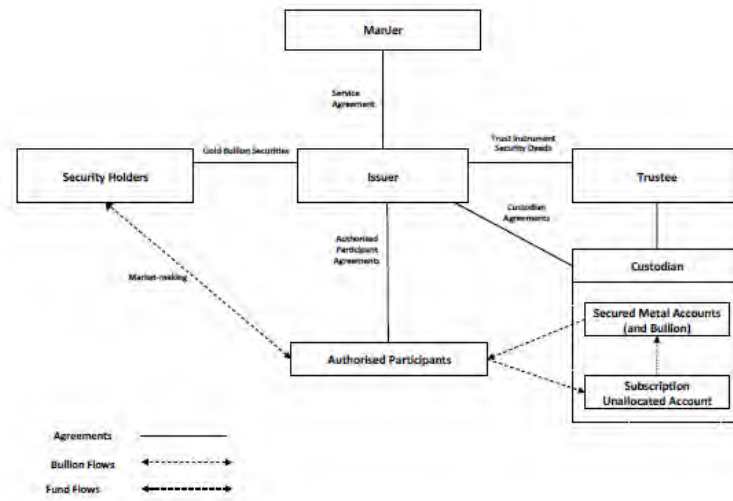 ManJer
Service
Agreement
Gold Bullion Securities
Trust Instrument
Security Deeds
Security Holders
Issuer
Trustee
Custodian
Agreements
Authorised
Participant
Agreements
Custodian
Market-making
Secured Metal Accounts
(and Bullion)
Authorised Participants
Subscription
Unallocated Account
Agreements
Bullion Flows
Fund Flows